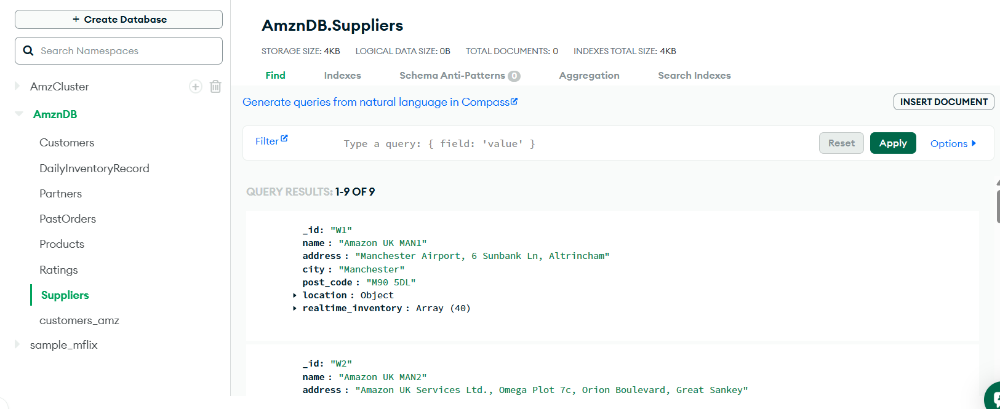 + Create Database
Search Namespaces
AmzCluster
AmznDB
Customers
DailyInventoryRecord
Partners
PastOrders
Products
Ratings
Suppliers
customers_amz
sample_mflix
AmznDB.Suppliers
STORAGE SIZE: 4KB LOGICAL DATA SIZE: 0B TOTAL DOCUMENTS: 0 INDEXES TOTAL SIZE: 4KB
Find Indexes Schema Anti-Patterns 0 Aggregation Search Indexes
Generate queries from natural language in Compass
INSERT DOCUMENT
Filter Type a query: { field: 'value' } Reset Apply Options
QUERY RESULTS: 1-9 OF 9
_id: "W1"
name : "Amazon UK MAN1"
address : "Manchester Airport, 6 Sunbank Ln, Altrincham"
city : "Manchester"
post_code : "M90 5DL"
location : Object
realtime_inventory : Array (40)
_id: "W2"
name : "Amazon UK MAN2"
address : "Amazon UK Services Ltd., Omega Plot 7c, Orion Boulevard, Great Sankey"